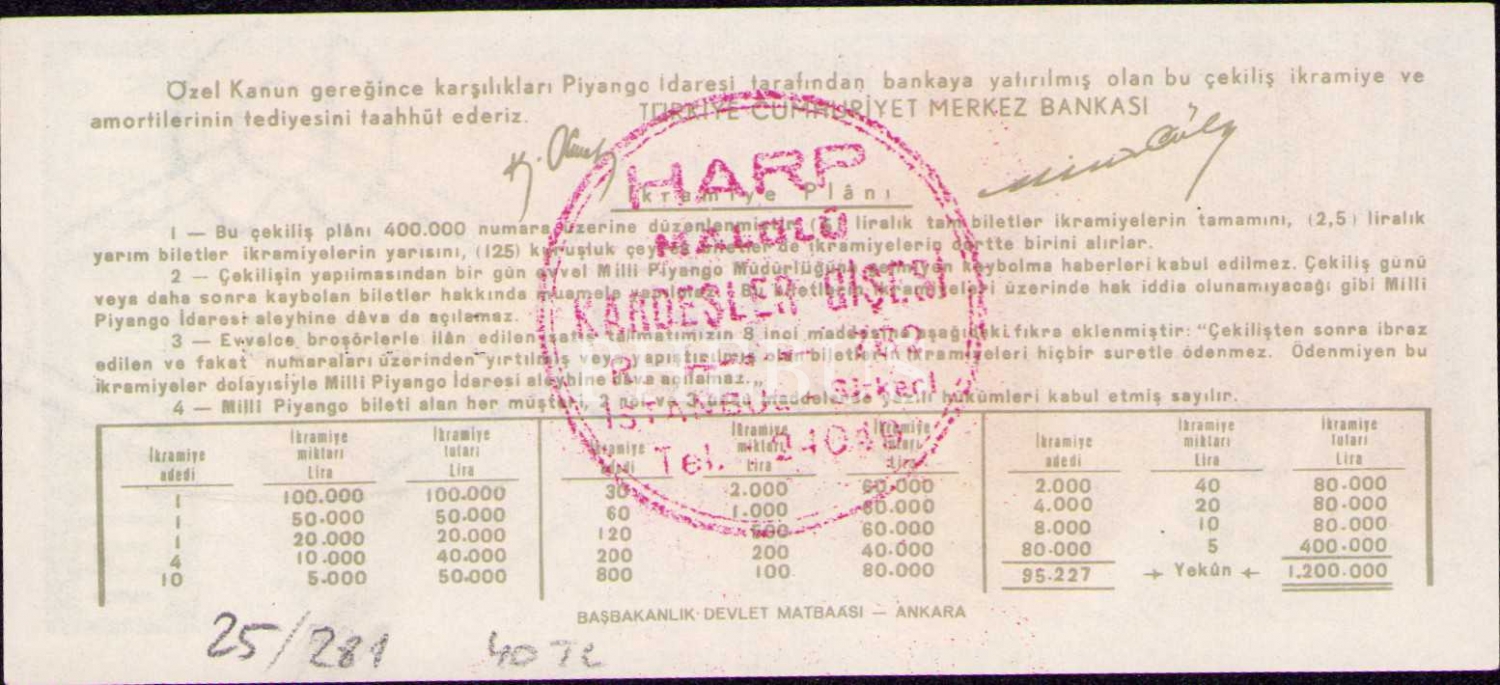 Özel Kanun gereğince karşılıkları Piyango İdaresi tarafından bankaya yatırılmış olan bu çekiliş ikramiye ve
amortilerinin tediyesini taahhüt ederiz. TÜRKİYE CUMHURİYET MERKEZ BANKASI
HARP
İkramiye Plânı
1 — Bu çekiliş plânı 400.000 numara üzerine düzenlenmiştir. liralık tam biletler ikramiyelerin tamamını, (2,5) liralık
MALULÜ
yarım biletler ikramiyelerin yarısını, (125) kuruşluk çeyrek biletler de ikramiyelerin dörtte birini alırlar.
2 — Çekilişin yapılmasından bir gün evvel Milli Piyango Müdürlüğüne kaybolma haberleri kabul edilmez. Çekiliş günü
veya daha sonra kaybolan biletler hakkında muamele yapılmaz. Bu biletlerin ikramiyeleri üzerinde hak iddia olunamıyacağı gibi Milli
KARDEŞLER GİŞESİ
Piyango İdaresi aleyhine dâva da açılamaz.
3 — Evvelce broşörlerle ilân edilen satış talimatımızın 8 inci maddesine aşağıdaki fıkra eklenmiştir: “Çekilişten sonra ibraz
edilen ve fakat numaraları üzerinden yırtılmış veya yapıştırılmış olan biletlerin ikramiyeleri hiçbir suretle ödenmez. Ödenmiyen bu
ikramiyeler dolayısiyle Milli Piyango İdaresi aleyhine dâva açılamaz.„
4 — Milli Piyango bileti alan her müşteri, 2 nci ve 3 üncü maddelerde yazılı hükümleri kabul etmiş sayılır.
İSTANBUL Sirkeci
Tel.
İkramiye adedi İkramiye miktarı Lira İkramiye tutarı Lira İkramiye adedi İkramiye miktarı Lira İkramiye tutarı Lira İkramiye adedi İkramiye miktarı Lira İkramiye tutarı Lira
1 100.000 100.000 30 2.000 60.000 2.000 40 80.000
1 50.000 50.000 60 1.000 60.000 4.000 20 80.000
1 20.000 20.000 120 500 60.000 8.000 10 80.000
4 10.000 40.000 200 200 40.000 80.000 5 400.000
10 5.000 50.000 800 100 80.000 95.227 → Yekûn ← 1.200.000
BAŞBAKANLIK DEVLET MATBAASI — ANKARA
25/281 40 TL